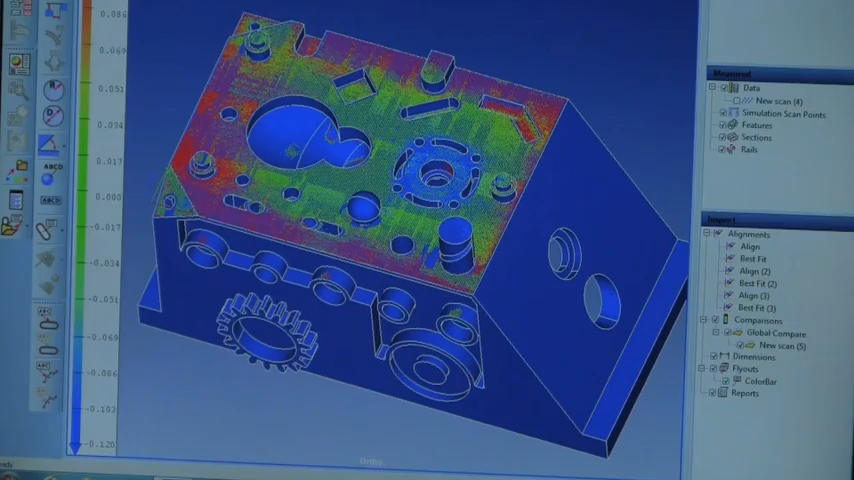 0.086
0.069
0.051
0.034
0.017
0.000
-0.017
-0.034
-0.051
-0.069
-0.086
-0.103
-0.120
ABCD
ABCD
Ortho
Measured
Data
New scan (4)
Simulation Scan Points
Features
Sections
Rails
Inspect
Alignments
Align
Best Fit
Align (2)
Best Fit (2)
Align (3)
Best Fit (3)
Comparisons
Global Compare
New scan (5)
Dimensions
Flyouts
ColorBar
Reports